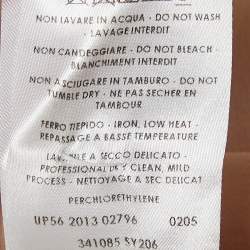 NON LAVARE IN ACQUA - DO NOT WASH
- LAVAGE INTERDIT
NON CANDEGGIARE - DO NOT BLEACH -
BLANCHIMENT INTERDIT
NON ASCIUGARE IN TAMBURO - DO NOT
TUMBLE DRY - NE PAS SECHER EN
TAMBOUR
FERRO TIEPIDO - IRON, LOW HEAT -
REPASSAGE A BASSE TEMPERATURE
A SECCO DELICATO -
PROFESSIONAL DRY CLEAN, MILD
PROCESS - NETTOYAGE A SEC DELICAT
PERCHLORETHYLENE
UP56 2013 02796 0205
341085 5Y206